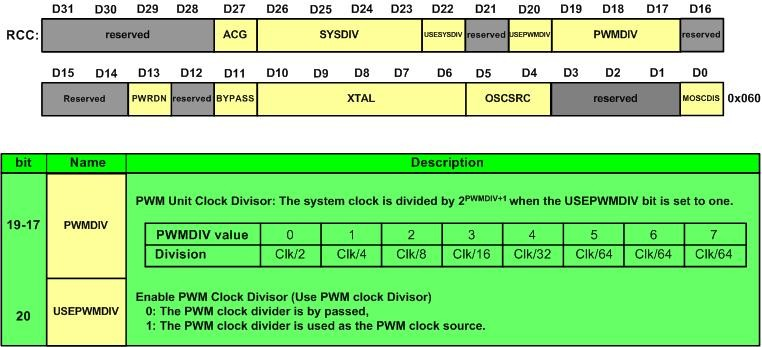 D31 D30 D29 D28 D27 D26 D25 D24 D23 D22 D21 D20 D19 D18 D17 D16
RCC: reserved ACG SYSDIV USESYSDIV reserved USEPWMDIV PWMDIV reserved
D15 D14 D13 D12 D11 D10 D9 D8 D7 D6 D5 D4 D3 D2 D1 D0
Reserved PWRDN reserved BYPASS XTAL OSCSRC reserved MOSCDIS 0x060
bit Name Description
19-17 PWMDIV PWM Unit Clock Divisor: The system clock is divided by 2^PWMDIV+1 when the USEPWMDIV bit is set to one.
PWMDIV value 0 1 2 3 4 5 6 7
Division Clk/2 Clk/4 Clk/8 Clk/16 Clk/32 Clk/64 Clk/64 Clk/64
20 USEPWMDIV Enable PWM Clock Divisor (Use PWM clock Divisor)
0: The PWM clock divider is by passed,
1: The PWM clock divider is used as the PWM clock source.